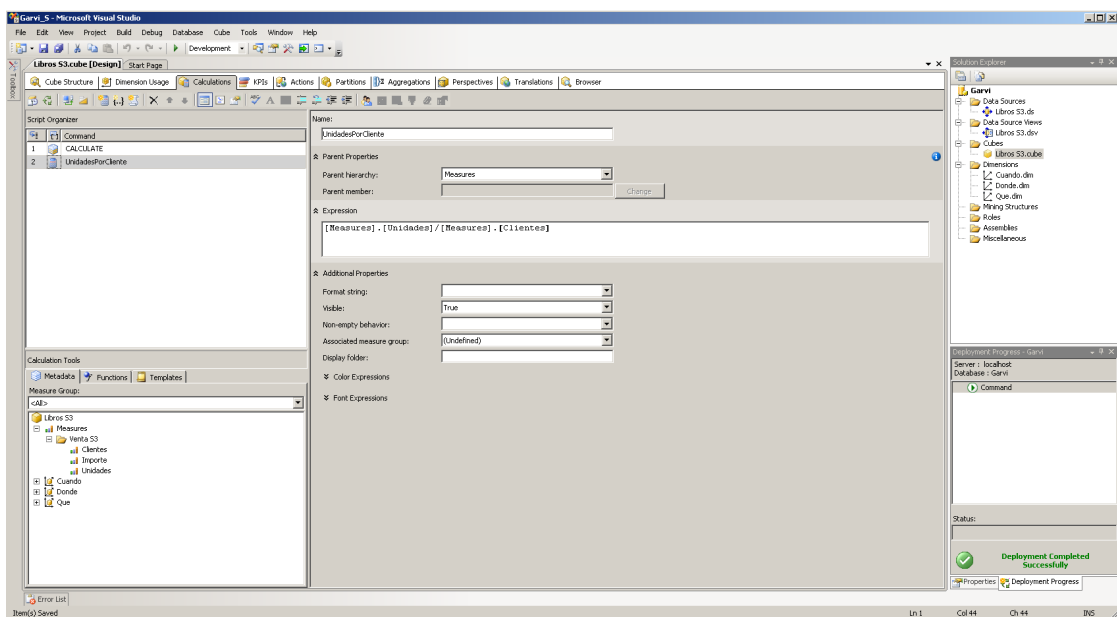 Garvi_S - Microsoft Visual Studio
File Edit View Project Build Debug Database Cube Tools Window Help
Development
Toolbox
Libros S3.cube [Design] Start Page
Cube Structure Dimension Usage Calculations KPIs Actions Partitions Aggregations Perspectives Translations Browser
Script Organizer
Command
1 CALCULATE
2 UnidadesPorCliente
Calculation Tools
Metadata Functions Templates
Measure Group:
<All>
Libros S3
Measures
Venta S3
Clientes
Importe
Unidades
Cuando
Donde
Que
Name:
UnidadesPorCliente
Parent Properties
Parent hierarchy: Measures
Parent member: Change
Expression
[Measures].[Unidades]/[Measures].[Clientes]
Additional Properties
Format string:
Visible: True
Non-empty behavior:
Associated measure group: (Undefined)
Display folder:
Color Expressions
Font Expressions
Solution Explorer
Garvi
Data Sources
Libros S3.ds
Data Source Views
Libros S3.dsv
Cubes
Libros S3.cube
Dimensions
Cuando.dim
Donde.dim
Que.dim
Mining Structures
Roles
Assemblies
Miscellaneous
Deployment Progress - Garvi
Server : localhost
Database : Garvi
Command
Status:
Deployment Completed
Successfully
Properties Deployment Progress
Error List
Item(s) Saved Ln 1 Col 44 Ch 44 INS